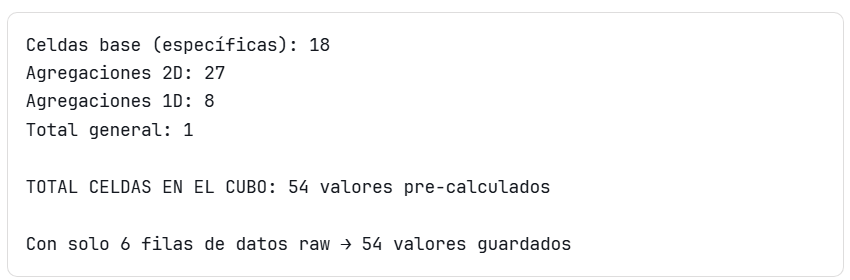 Celdas base (específicas): 18
Agregaciones 2D: 27
Agregaciones 1D: 8
Total general: 1
TOTAL CELDAS EN EL CUBO: 54 valores pre-calculados
Con solo 6 filas de datos raw → 54 valores guardados